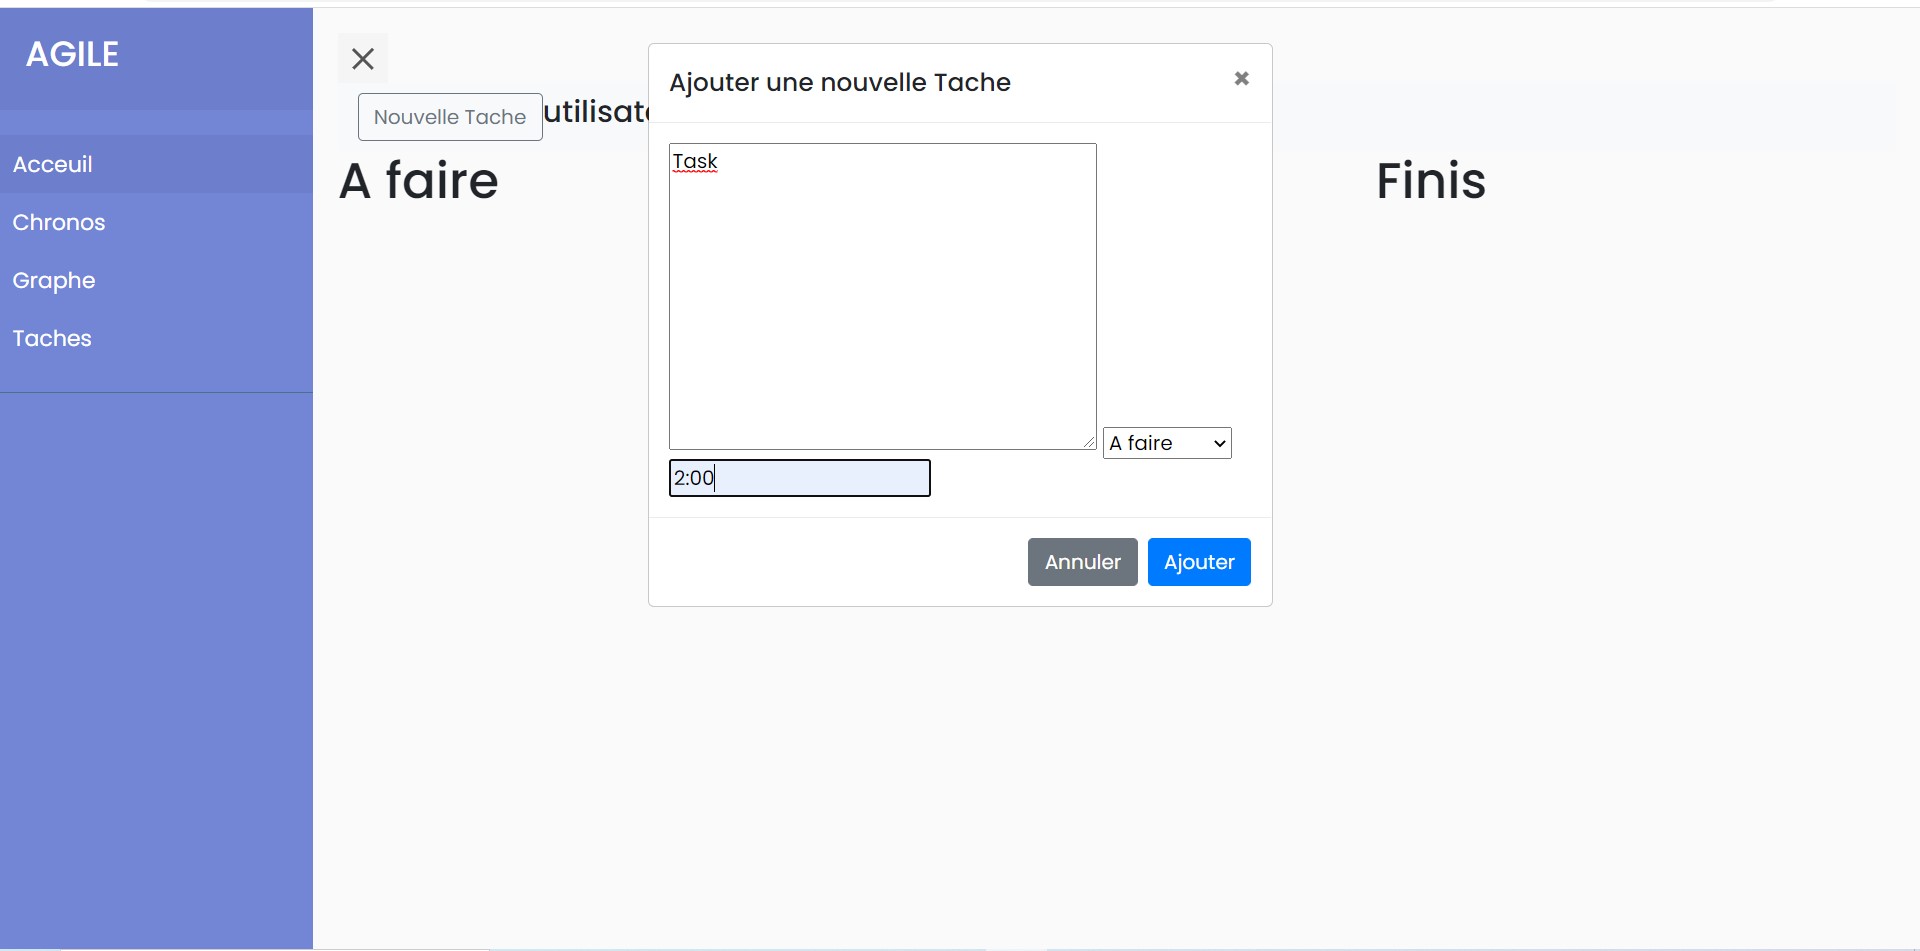 AGILE
Acceuil
Chronos
Graphe
Taches
Nouvelle Tache
A faire
Finis
Ajouter une nouvelle Tache
Task
A faire
2:00
Annuler
Ajouter